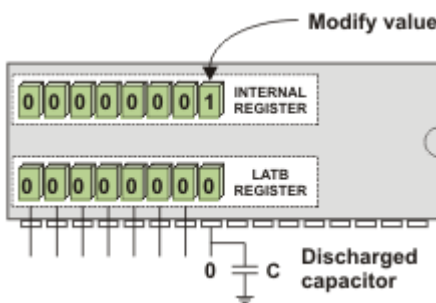 Modify value
0 0 0 0 0 0 0 1
INTERNAL
REGISTER
0 0 0 0 0 0 0 0
LATB
REGISTER
0
C
Discharged
capacitor